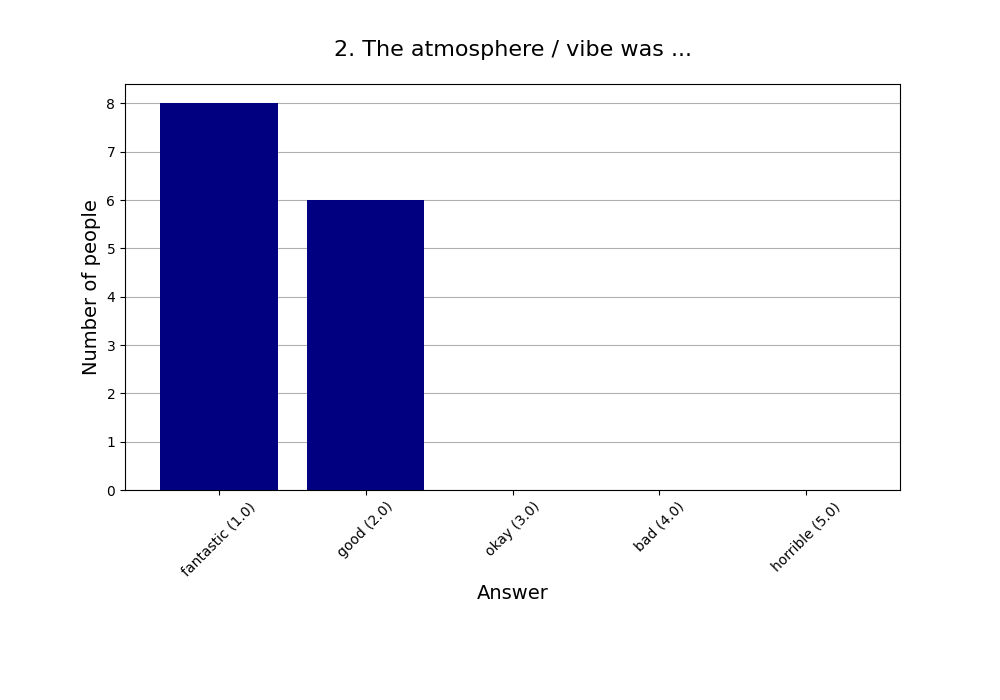 2. The atmosphere / vibe was ...
8
7
6
5
4
3
2
1
0
Number of people
fantastic (1.0)
good (2.0)
okay (3.0)
bad (4.0)
horrible (5.0)
Answer